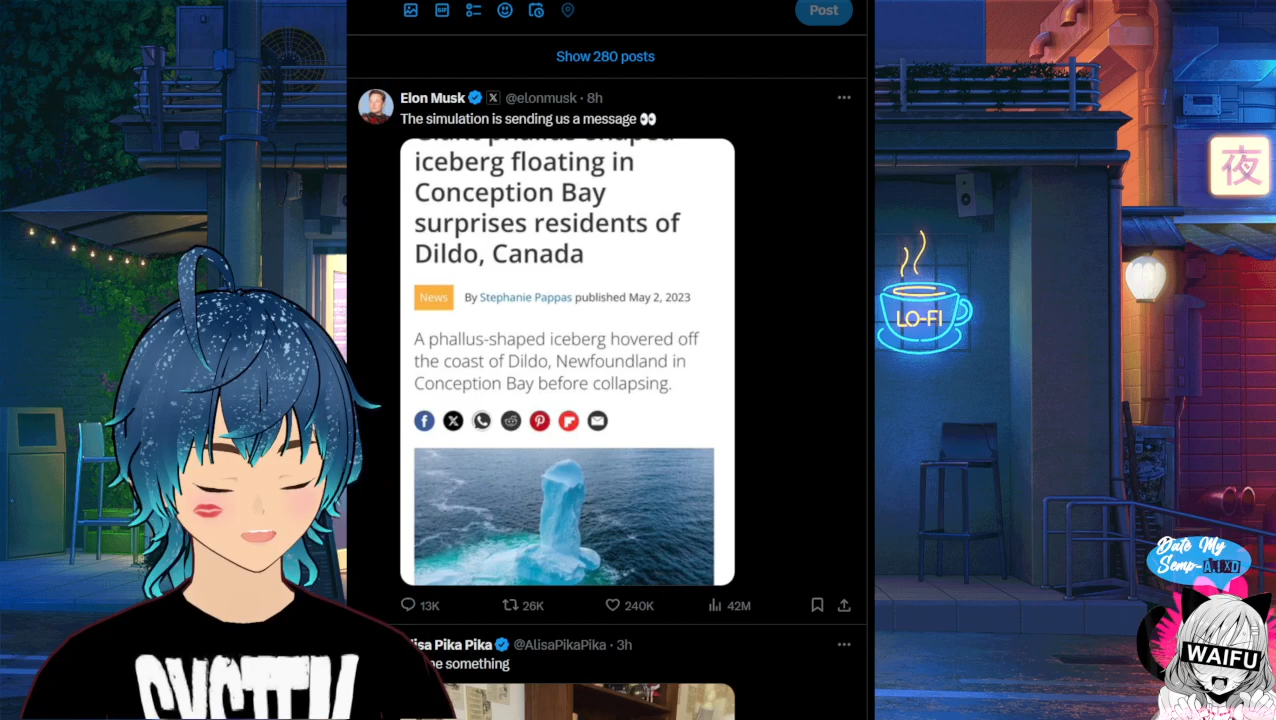 Post
Show 280 posts
Elon Musk @elonmusk · 8h
The simulation is sending us a message 👀
iceberg floating in
Conception Bay
surprises residents of
Dildo, Canada
News By Stephanie Pappas published May 2, 2023
A phallus-shaped iceberg hovered off
the coast of Dildo, Newfoundland in
Conception Bay before collapsing.
13K 26K 240K 42M
Pika Pika @AlisaPikaPika · 3h
something
夜
LO-FI
Date My
WAIFU